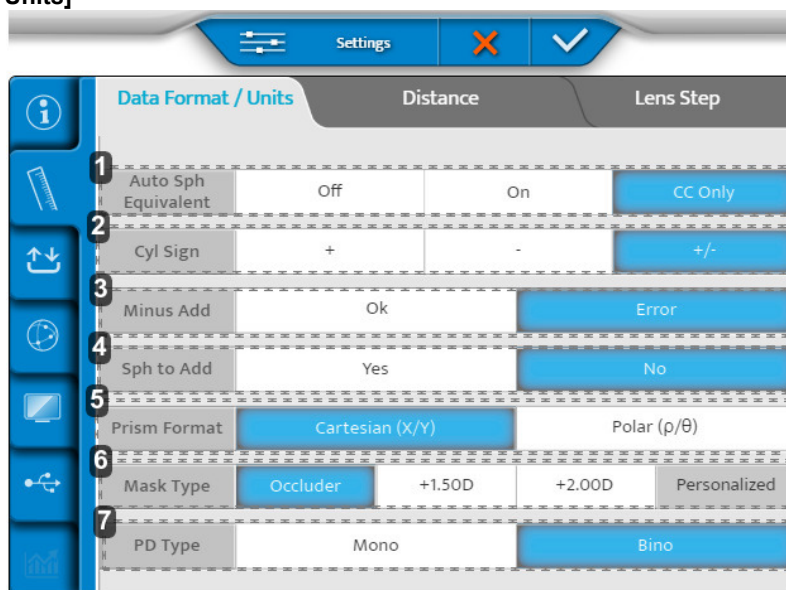 Units]
Settings
Data Format / Units Distance Lens Step
1
Auto Sph Off On CC Only
Equivalent
2
Cyl Sign + - +/-
3
Minus Add Ok Error
4
Sph to Add Yes No
5
Prism Format Cartesian (X/Y) Polar (ρ/θ)
6
Mask Type Occluder +1.50D +2.00D Personalized
7
PD Type Mono Bino